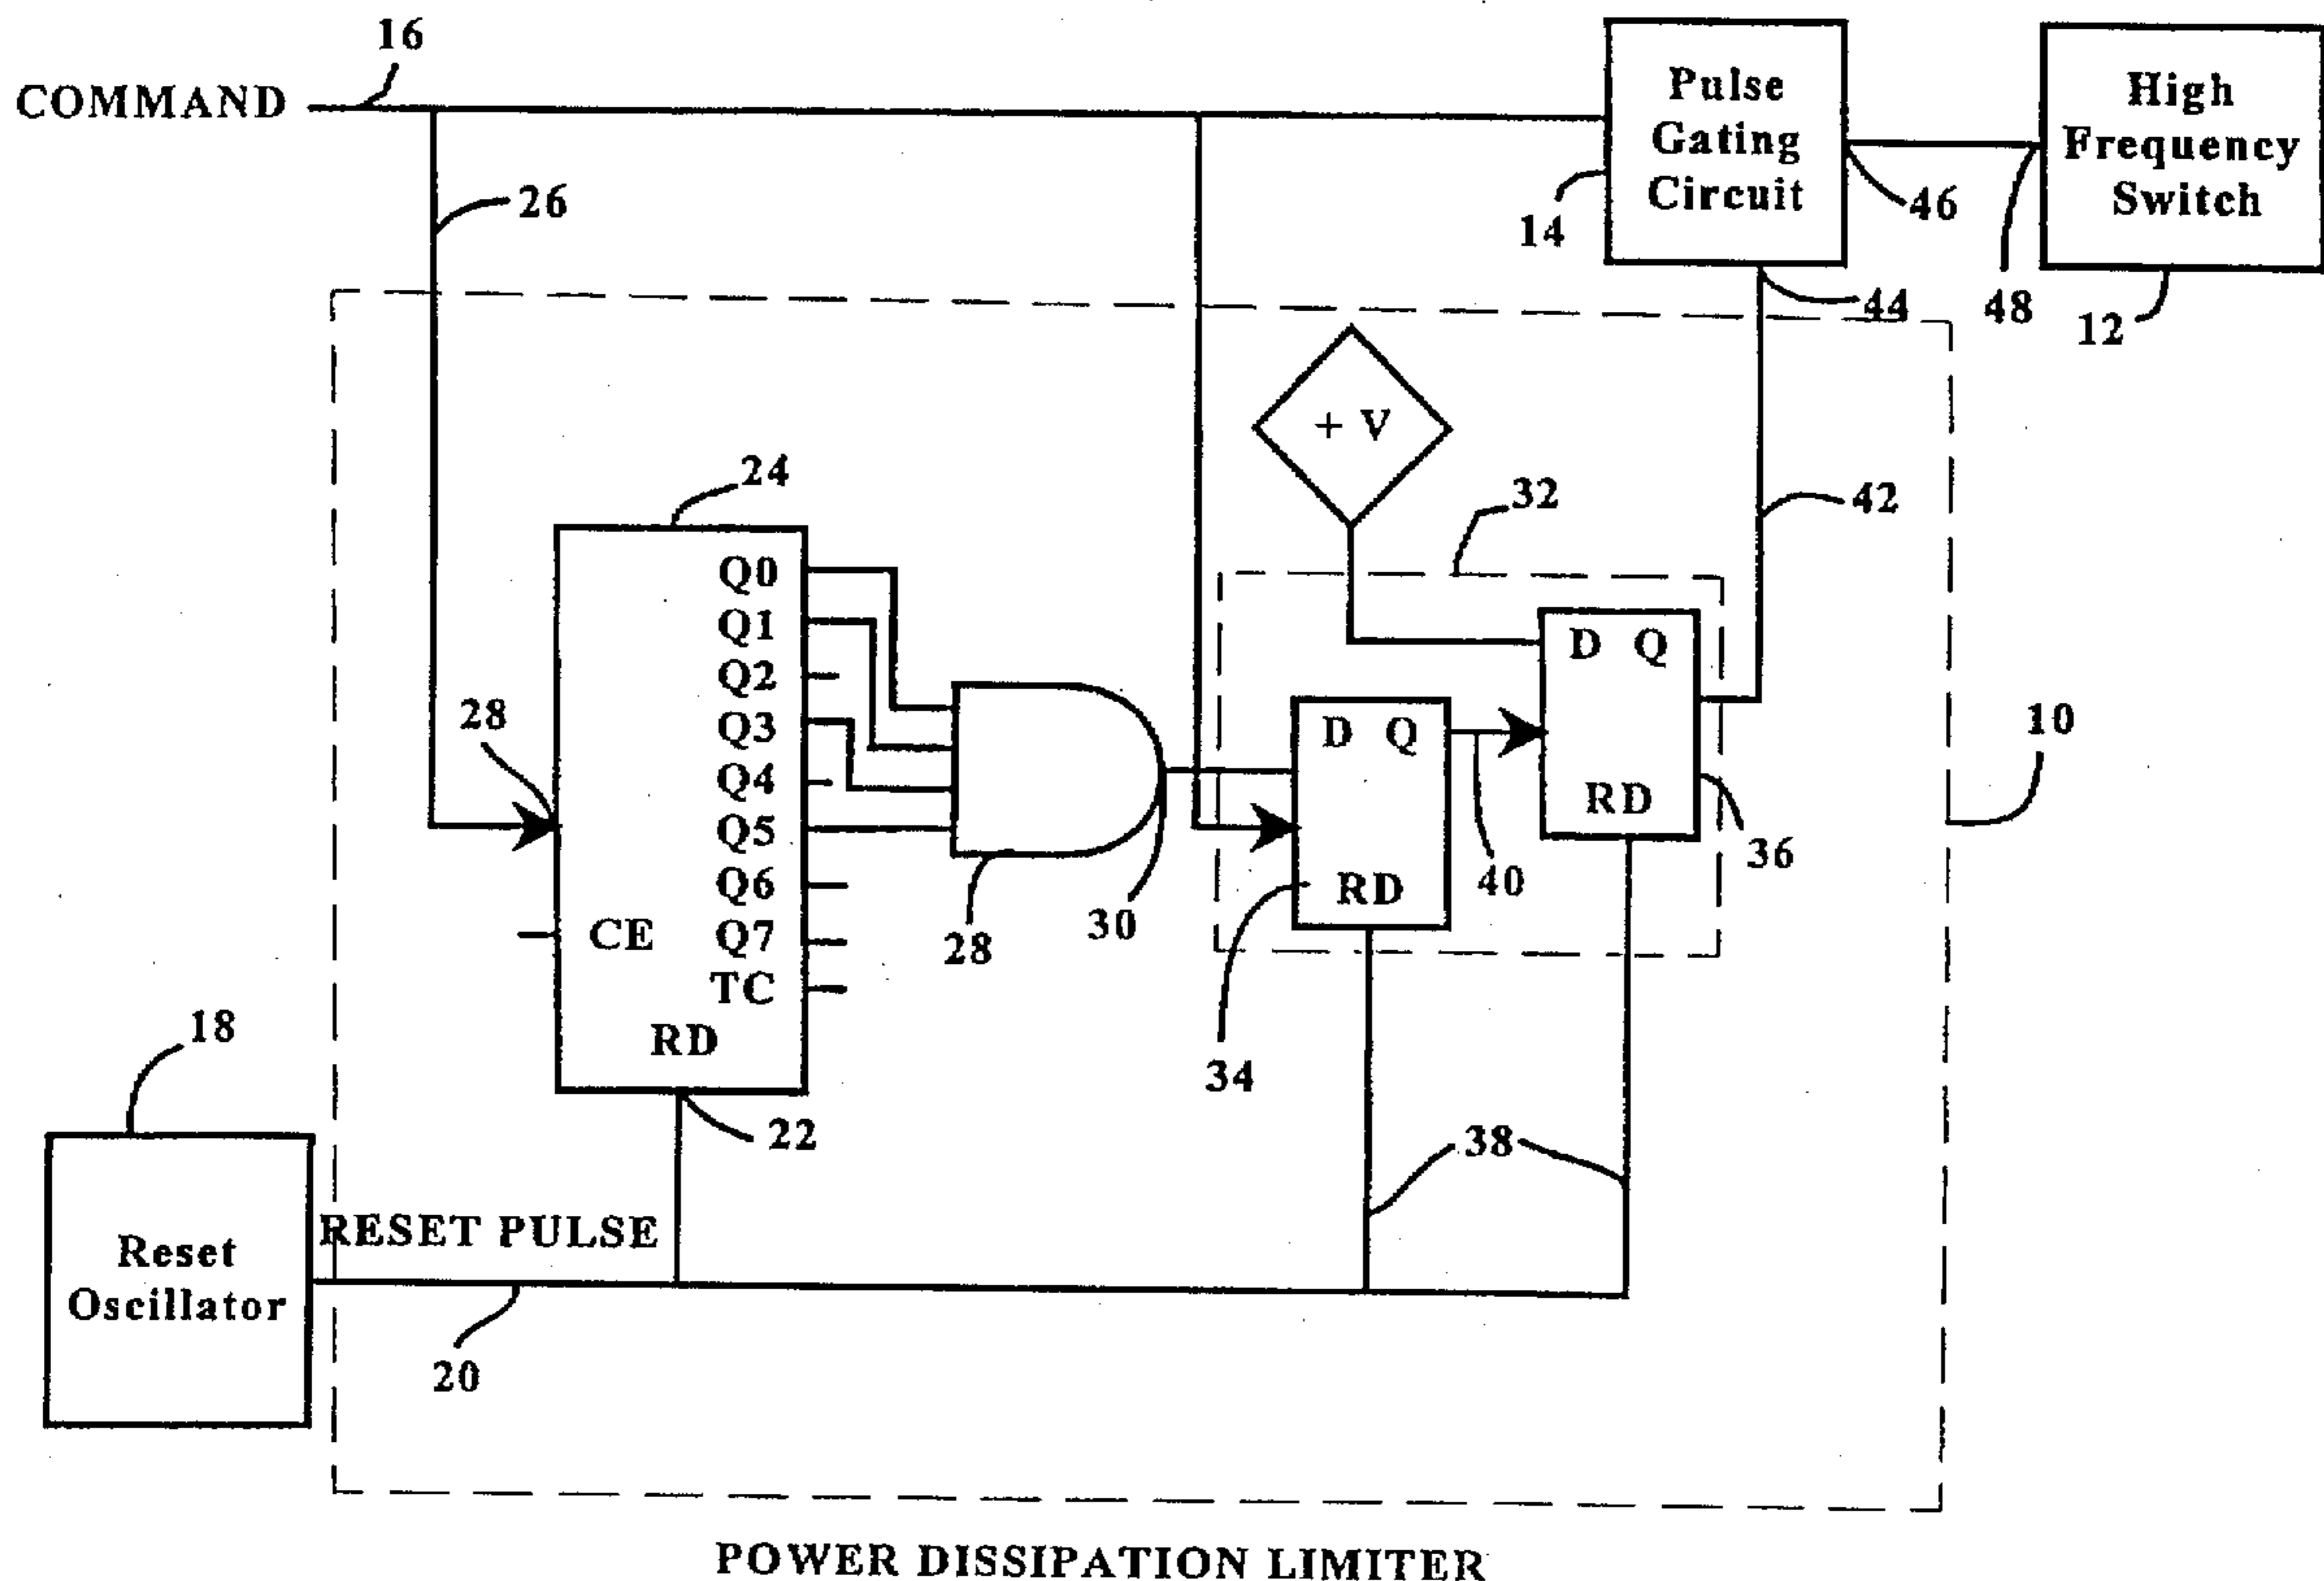 16
COMMAND
Pulse
Gating
Circuit
High
Frequency
Switch
26
14
46
44
48
12
+ V
24
32
42
Q0
Q1
Q2
Q3
Q4
Q5
Q6
Q7
TC
CE
RD
28
D Q
RD
D Q
RD
10
36
40
28
30
34
18
22
38
RESET PULSE
Reset
Oscillator
20
POWER DISSIPATION LIMITER